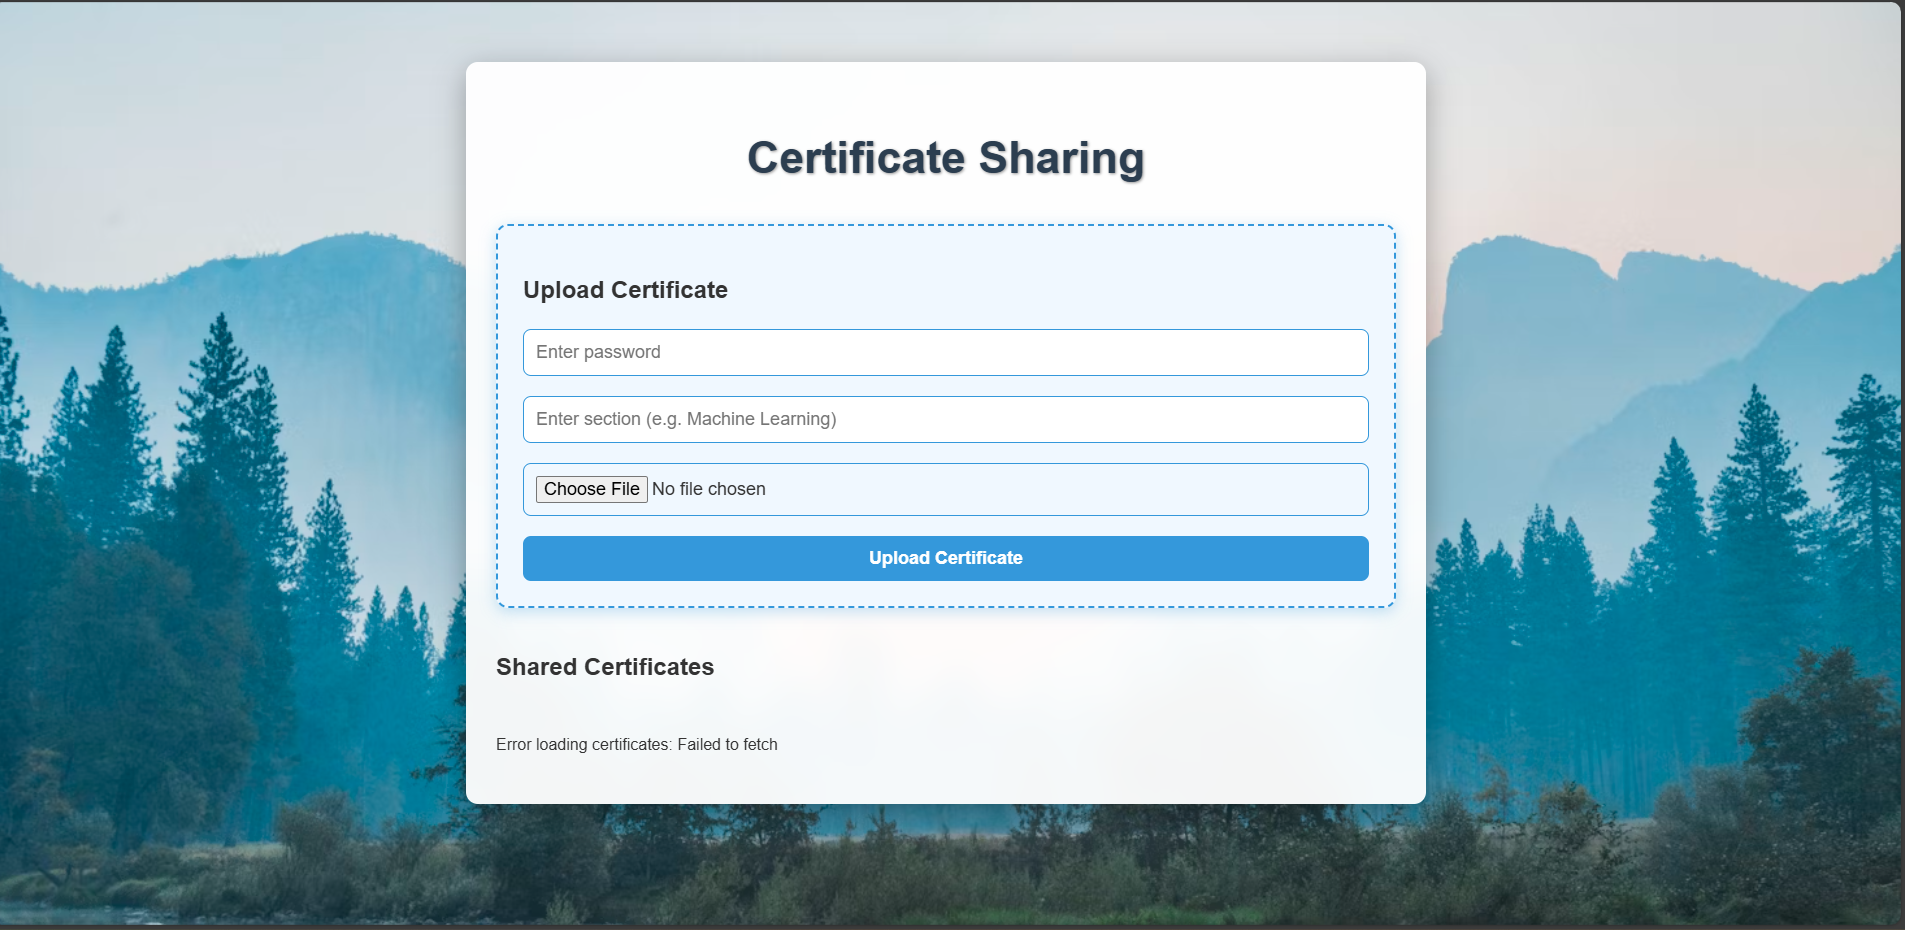 Certificate Sharing
Upload Certificate
Enter password
Enter section (e.g. Machine Learning)
Choose File No file chosen
Upload Certificate
Shared Certificates
Error loading certificates: Failed to fetch